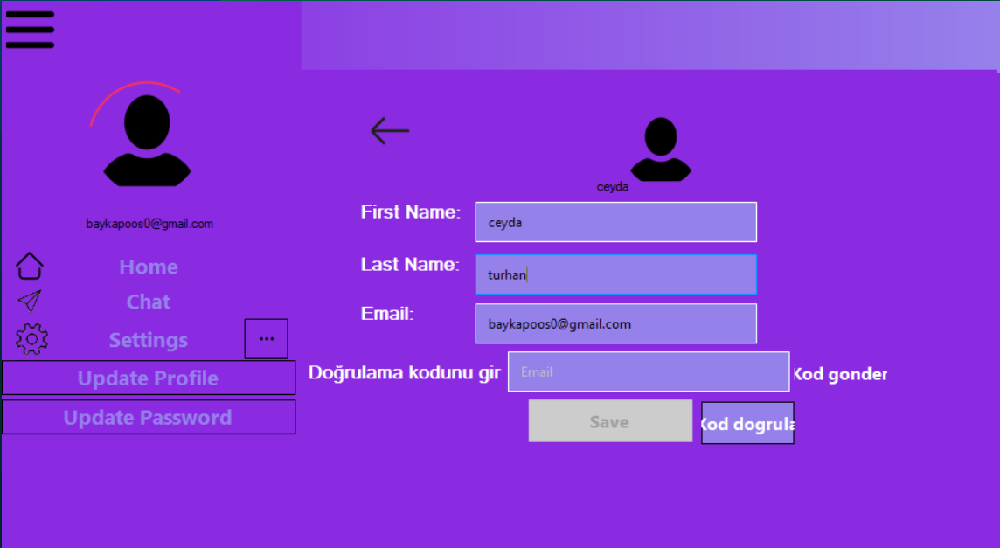 baykapoos0@gmail.com
Home
Chat
Settings
...
Update Profile
Update Password
ceyda
First Name:
ceyda
Last Name:
turhan
Email:
baykapoos0@gmail.com
Doğrulama kodunu gir
Email
Kod gonder
Save
Kod dogrula